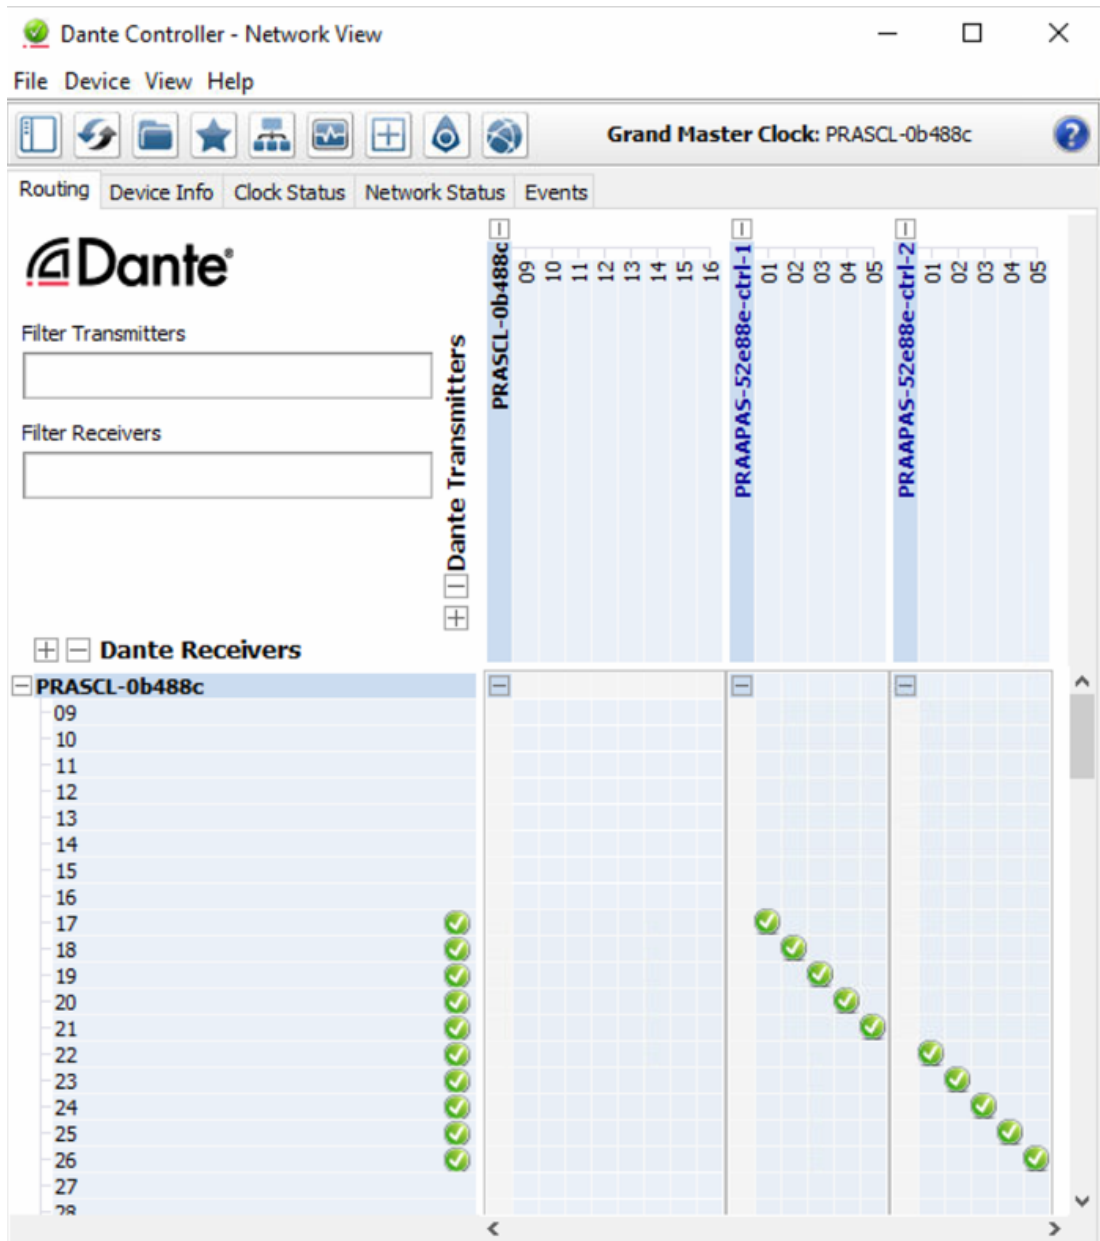 Dante Controller - Network View
File Device View Help
Grand Master Clock: PRASCL-0b488c
Routing Device Info Clock Status Network Status Events
Dante®
Filter Transmitters
Filter Receivers
Dante Transmitters
PRASCL-0b488c
09
10
11
12
13
14
15
16
PRAAPAS-52e88e-ctrl-1
01
02
03
04
05
PRAAPAS-52e88e-ctrl-2
01
02
03
04
05
Dante Receivers
PRASCL-0b488c
09
10
11
12
13
14
15
16
17
18
19
20
21
22
23
24
25
26
27
28